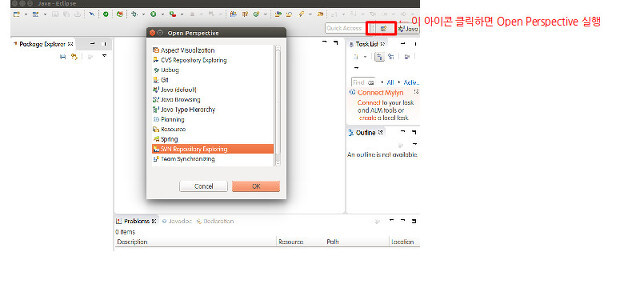 Java - Eclipse
이 아이콘 클릭하면 Open Perspective 실행
Quick Access
Java
Package Explorer
Open Perspective
Aspect Visualization
CVS Repository Exploring
Debug
Git
Java (default)
Java Browsing
Java Type Hierarchy
Planning
Resource
Spring
SVN Repository Exploring
Team Synchronizing
Cancel
OK
Task List
Find
All
Activ...
Connect Mylyn
Connect to your task
and ALM tools or
create a local task.
Outline
An outline is not available.
Problems
Javadoc
Declaration
0 items
Description
Resource
Path
Location